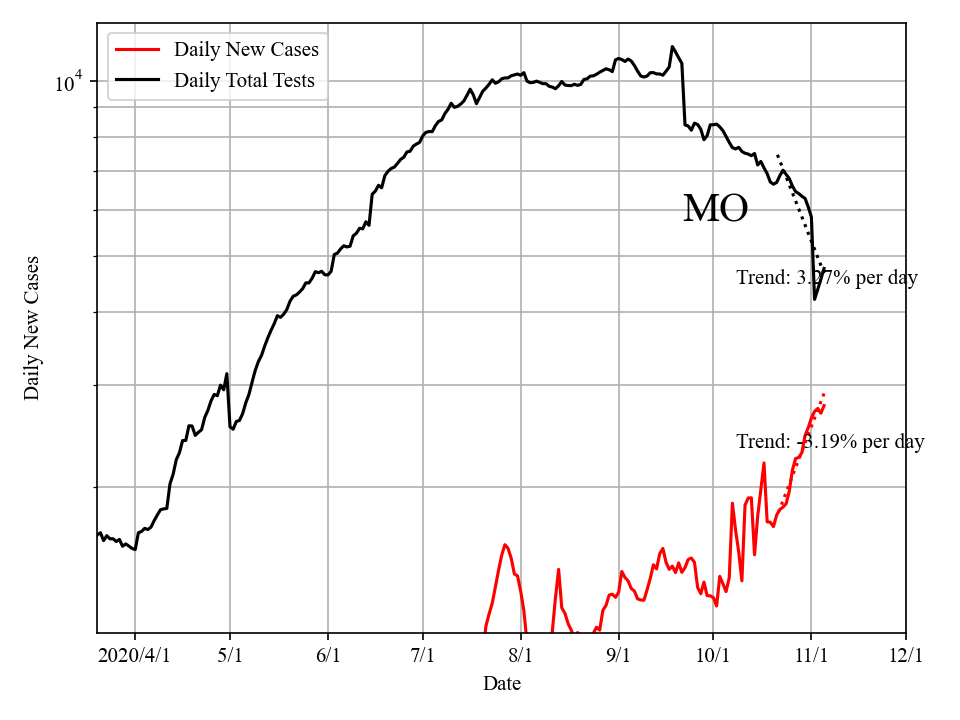 Daily New Cases
Daily Total Tests
10^4
MO
Trend: 3.27% per day
Trend: -3.19% per day
Daily New Cases
2020/4/1 5/1 6/1 7/1 8/1 9/1 10/1 11/1 12/1
Date